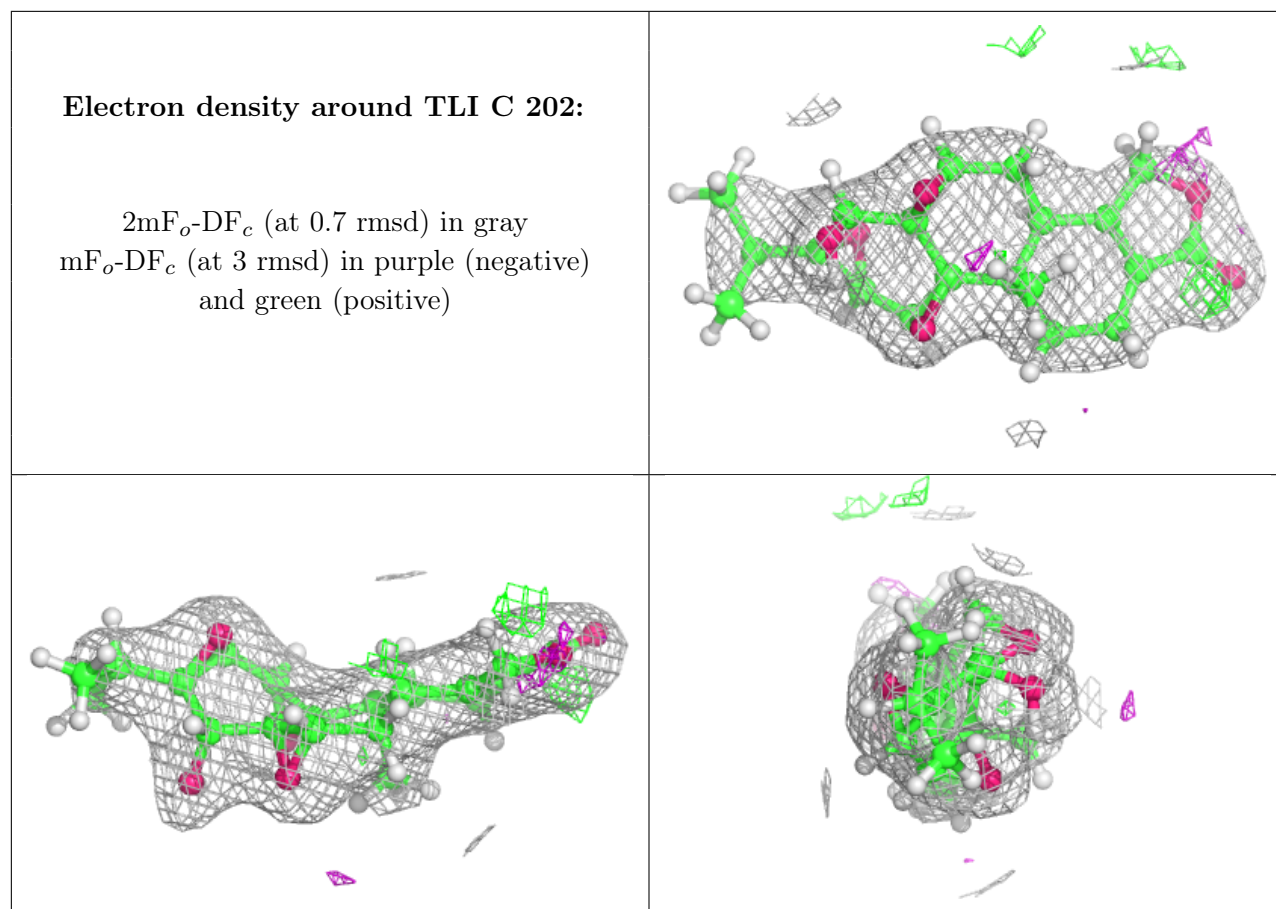 Electron density around TLI C 202:
2mFo-DFc (at 0.7 rmsd) in gray
mFo-DFc (at 3 rmsd) in purple (negative)
and green (positive)